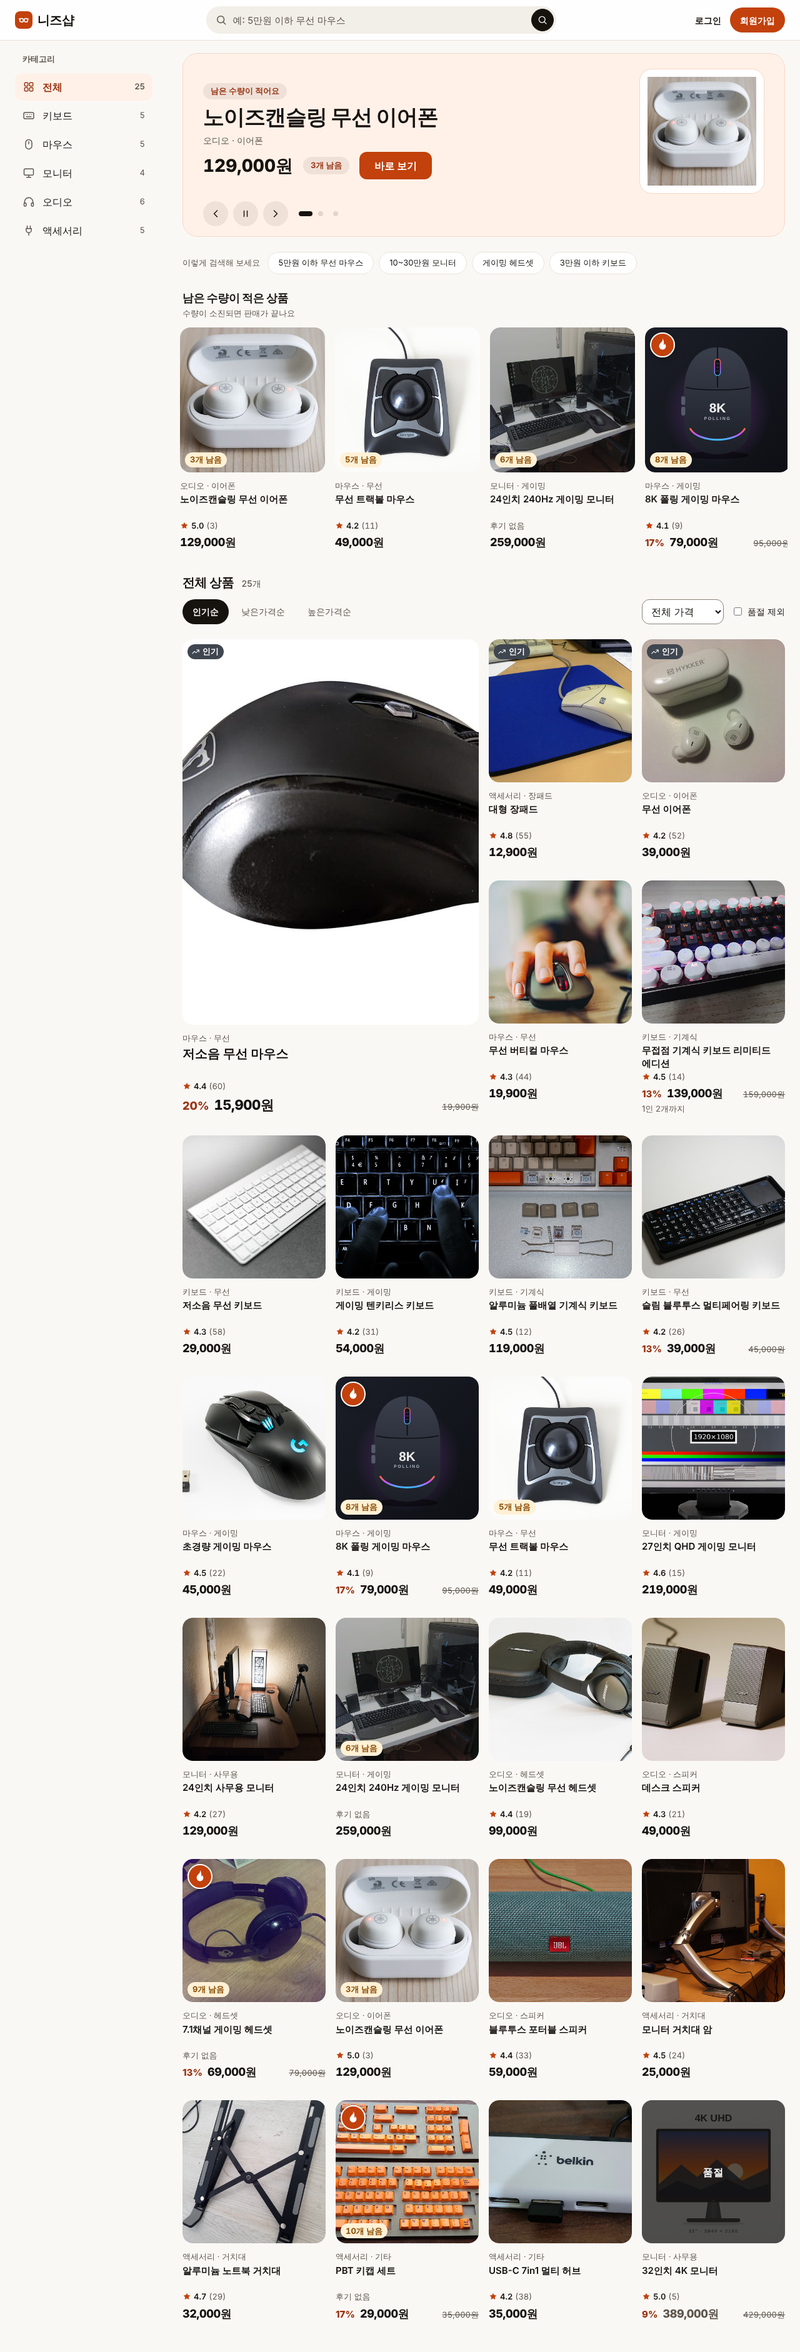 니즈샵
예: 5만원 이하 무선 마우스
로그인
회원가입
카테고리
전체 25
키보드 5
마우스 5
모니터 4
오디오 6
액세서리 5
남은 수량이 적어요
노이즈캔슬링 무선 이어폰
오디오 · 이어폰
129,000원 3개 남음 바로 보기
이렇게 검색해 보세요 5만원 이하 무선 마우스 10~30만원 모니터 게이밍 헤드셋 3만원 이하 키보드
남은 수량이 적은 상품
수량이 소진되면 판매가 끝나요
3개 남음
오디오 · 이어폰
노이즈캔슬링 무선 이어폰
5.0 (3)
129,000원
5개 남음
마우스 · 무선
무선 트랙볼 마우스
4.2 (11)
49,000원
6개 남음
모니터 · 게이밍
24인치 240Hz 게이밍 모니터
후기 없음
259,000원
8K
POLLING
8개 남음
마우스 · 게이밍
8K 폴링 게이밍 마우스
4.1 (9)
17% 79,000원 95,000원
전체 상품 25개
인기순 낮은가격순 높은가격순
전체 가격 품절 제외
인기
마우스 · 무선
저소음 무선 마우스
4.4 (60)
20% 15,900원 19,900원
인기
액세서리 · 장패드
대형 장패드
4.8 (55)
12,900원
인기
HYKKER
오디오 · 이어폰
무선 이어폰
4.2 (52)
39,000원
마우스 · 무선
무선 버티컬 마우스
4.3 (44)
19,900원
키보드 · 기계식
무접점 기계식 키보드 리미티드
에디션
4.5 (14)
13% 139,000원 159,000원
1인 2개까지
키보드 · 무선
저소음 무선 키보드
4.3 (58)
29,000원
E R T Y U I
D F G
B N
키보드 · 게이밍
게이밍 텐키리스 키보드
4.2 (31)
54,000원
키보드 · 기계식
알루미늄 풀배열 기계식 키보드
4.5 (12)
119,000원
키보드 · 무선
슬림 블루투스 멀티페어링 키보드
4.2 (26)
13% 39,000원 45,000원
마우스 · 게이밍
초경량 게이밍 마우스
4.5 (22)
45,000원
8K
POLLING
8개 남음
마우스 · 게이밍
8K 폴링 게이밍 마우스
4.1 (9)
17% 79,000원 95,000원
5개 남음
마우스 · 무선
무선 트랙볼 마우스
4.2 (11)
49,000원
1920×1080
모니터 · 게이밍
27인치 QHD 게이밍 모니터
4.6 (15)
219,000원
모니터 · 사무용
24인치 사무용 모니터
4.2 (27)
129,000원
6개 남음
모니터 · 게이밍
24인치 240Hz 게이밍 모니터
후기 없음
259,000원
오디오 · 헤드셋
노이즈캔슬링 무선 헤드셋
4.4 (19)
99,000원
오디오 · 스피커
데스크 스피커
4.3 (21)
49,000원
9개 남음
오디오 · 헤드셋
7.1채널 게이밍 헤드셋
후기 없음
13% 69,000원 79,000원
3개 남음
오디오 · 이어폰
노이즈캔슬링 무선 이어폰
5.0 (3)
129,000원
JBL
오디오 · 스피커
블루투스 포터블 스피커
4.4 (33)
59,000원
액세서리 · 거치대
모니터 거치대 암
4.5 (24)
25,000원
액세서리 · 거치대
알루미늄 노트북 거치대
4.7 (29)
32,000원
10개 남음
액세서리 · 기타
PBT 키캡 세트
후기 없음
17% 29,000원 35,000원
belkin
액세서리 · 기타
USB-C 7in1 멀티 허브
4.2 (38)
35,000원
4K UHD
품절
모니터 · 사무용
32인치 4K 모니터
5.0 (5)
9% 389,000원 429,000원